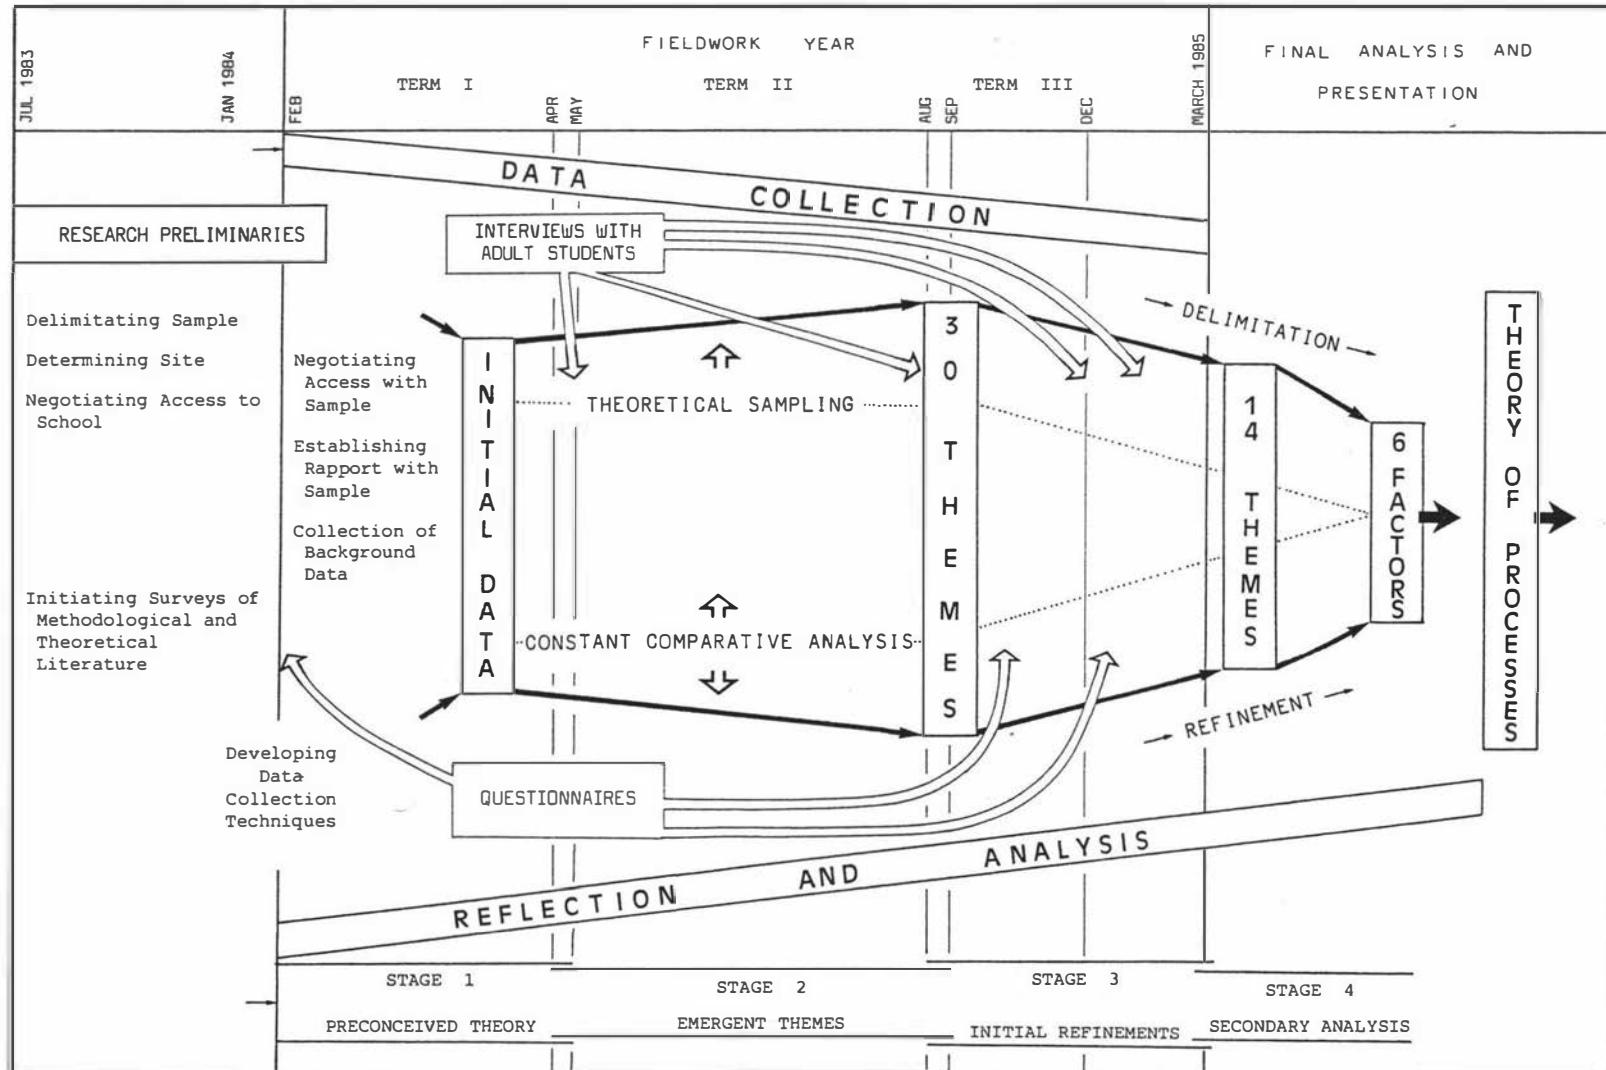 FIELDWORK YEAR
FINAL ANALYSIS AND
PRESENTATION
TERM I
TERM II
TERM III
JUL 1983
JAN 1984
FEB
APR
MAY
AUG
SEP
DEC
MARCH 1985
DATA COLLECTION
RESEARCH PRELIMINARIES
INTERVIEWS WITH
ADULT STUDENTS
Delimitating Sample
Determining Site
Negotiating Access to
School
Initiating Surveys of
Methodological and
Theoretical
Literature
Negotiating
Access with
Sample
Establishing
Rapport with
Sample
Collection of
Background
Data
INITIAL DATA
THEORETICAL SAMPLING
CONSTANT COMPARATIVE ANALYSIS
30 THEMES
DELIMITATION
14 THEMES
6 FACTORS
REFINEMENT
THEORY OF PROCESSES
Developing
Data
Collection
Techniques
QUESTIONNAIRES
REFLECTION AND ANALYSIS
STAGE 1
STAGE 2
STAGE 3
STAGE 4
PRECONCEIVED THEORY
EMERGENT THEMES
INITIAL REFINEMENTS
SECONDARY ANALYSIS